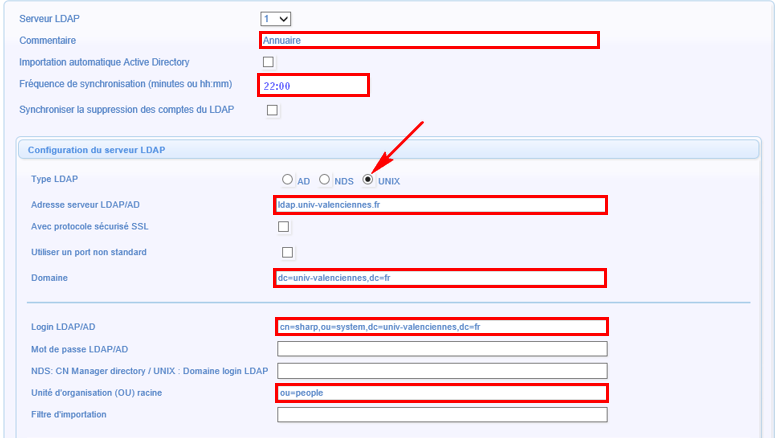 Serveur LDAP 1
Commentaire Annuaire
Importation automatique Active Directory
Fréquence de synchronisation (minutes ou hh:mm) 22:00
Synchroniser la suppression des comptes du LDAP
Configuration du serveur LDAP
Type LDAP AD NDS UNIX
Adresse serveur LDAP/AD ldap.univ-valenciennes.fr
Avec protocole sécurisé SSL
Utiliser un port non standard
Domaine dc=univ-valenciennes,dc=fr
Login LDAP/AD cn=sharp,ou=system,dc=univ-valenciennes,dc=fr
Mot de passe LDAP/AD
NDS: CN Manager directory / UNIX : Domaine login LDAP
Unité d'organisation (OU) racine ou=people
Filtre d'importation